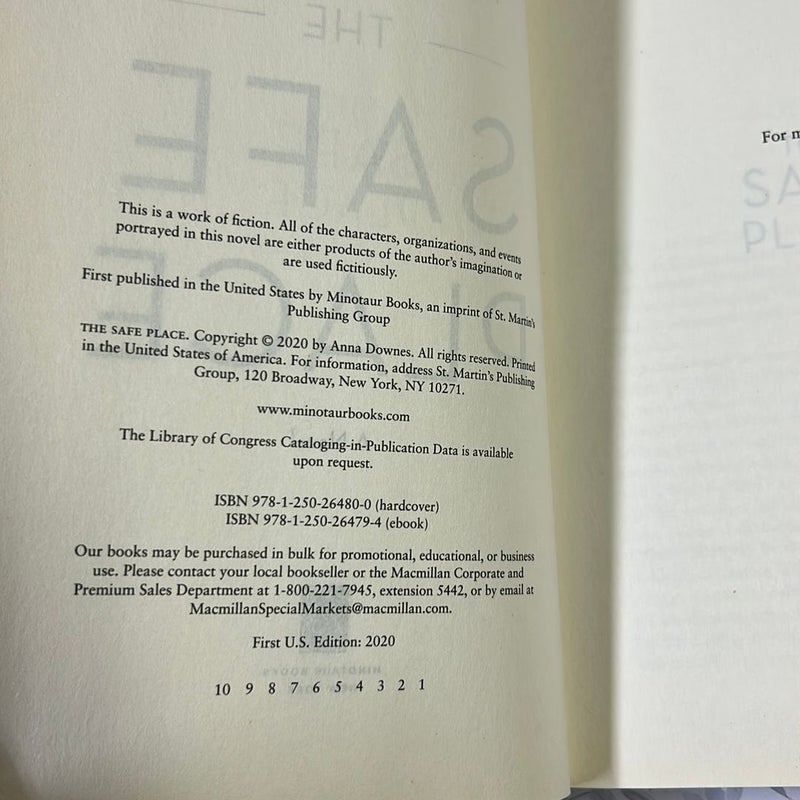 THE
SAFE
PLACE
This is a work of fiction. All of the characters, organizations, and events
portrayed in this novel are either products of the author's imagination or
are used fictitiously.
First published in the United States by Minotaur Books, an imprint of St. Martin's
Publishing Group
THE SAFE PLACE. Copyright © 2020 by Anna Downes. All rights reserved. Printed
in the United States of America. For information, address St. Martin's Publishing
Group, 120 Broadway, New York, NY 10271.
www.minotaurbooks.com
The Library of Congress Cataloging-in-Publication Data is available
upon request.
ISBN 978-1-250-26480-0 (hardcover)
ISBN 978-1-250-26479-4 (ebook)
Our books may be purchased in bulk for promotional, educational, or business
use. Please contact your local bookseller or the Macmillan Corporate and
Premium Sales Department at 1-800-221-7945, extension 5442, or by email at
MacmillanSpecialMarkets@macmillan.com.
First U.S. Edition: 2020
MINOTAUR BOOKS
10 9 8 7 6 5 4 3 2 1
For m
SA
PL